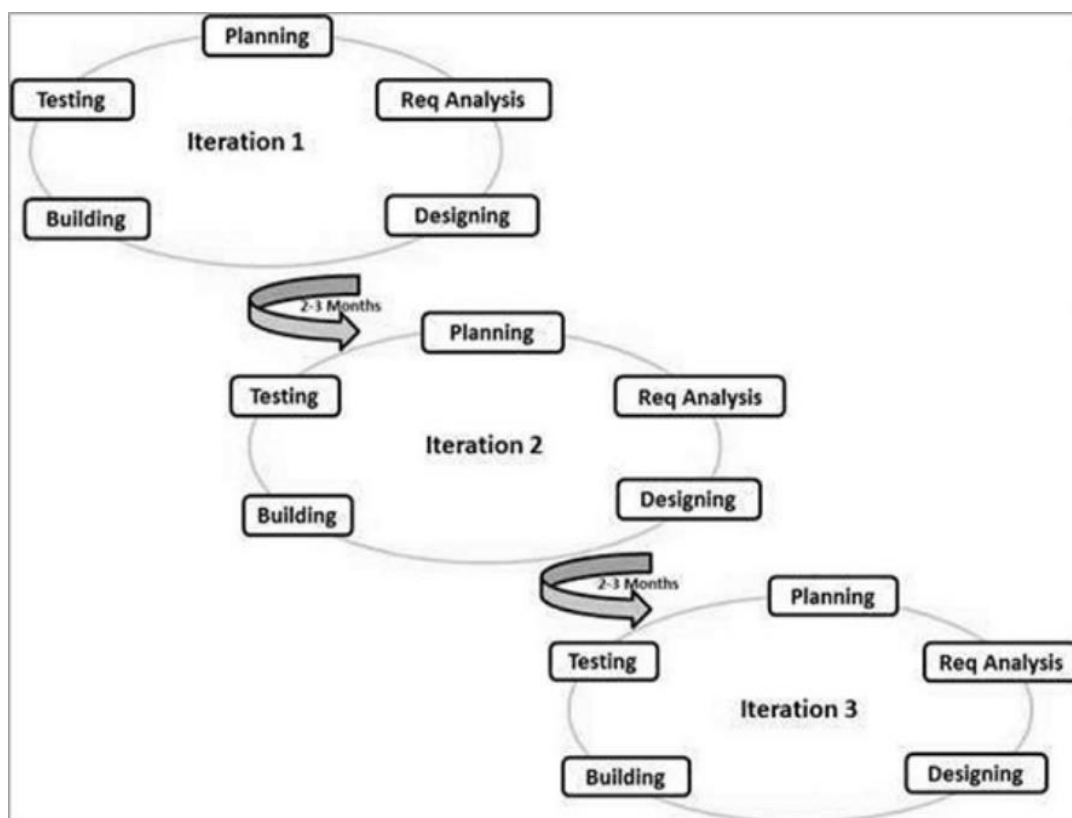 Planning
Testing
Req Analysis
Iteration 1
Building
Designing
2-3 Months
Planning
Testing
Req Analysis
Iteration 2
Building
Designing
2-3 Months
Planning
Testing
Req Analysis
Iteration 3
Building
Designing